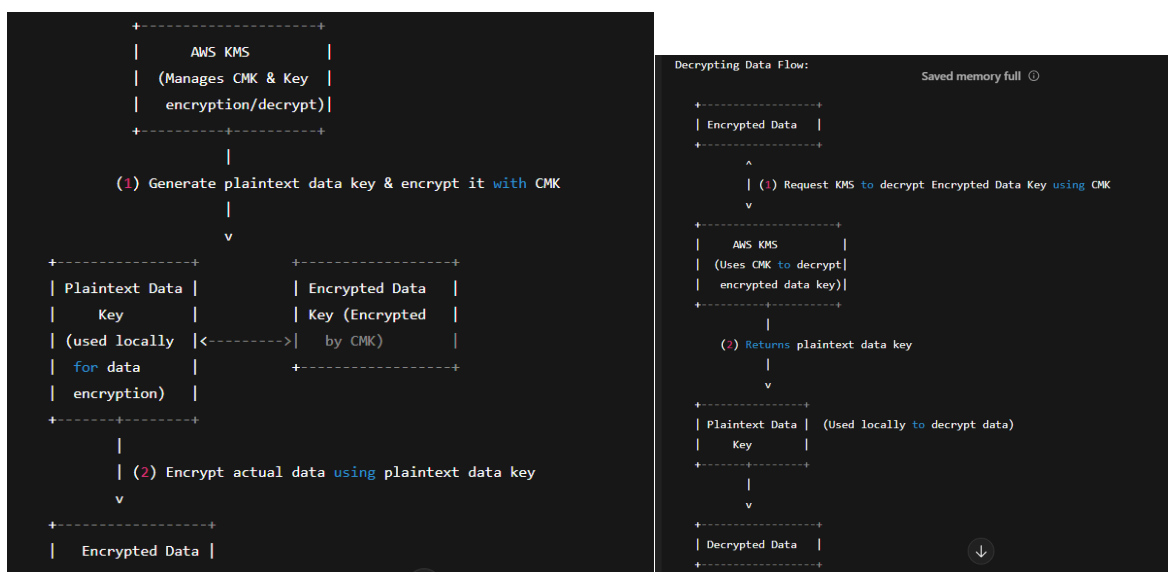 +---------------------+
|      AWS KMS         |
|  (Manages CMK & Key  |
|   encryption/decrypt)|
+----------+----------+
|
(1) Generate plaintext data key & encrypt it with CMK
|
v
+----------------+           +------------------+
| Plaintext Data |           | Encrypted Data   |
|     Key        |           | Key (Encrypted   |
| (used locally  |<--------->|   by CMK)        |
|  for data      |           +------------------+
|  encryption)   |
+-------+--------+
|
| (2) Encrypt actual data using plaintext data key
v
+------------------+
|   Encrypted Data |
Decrypting Data Flow:
Saved memory full
+-----------------+
| Encrypted Data   |
+-----------------+
^
| (1) Request KMS to decrypt Encrypted Data Key using CMK
v
+--------------------+
|     AWS KMS         |
|  (Uses CMK to decrypt|
|   encrypted data key)|
+----------+----------+
|
(2) Returns plaintext data key
|
v
+---------------+
| Plaintext Data |  (Used locally to decrypt data)
|     Key        |
+-------+-------+
|
v
+-----------------+
| Decrypted Data   |
+-----------------+